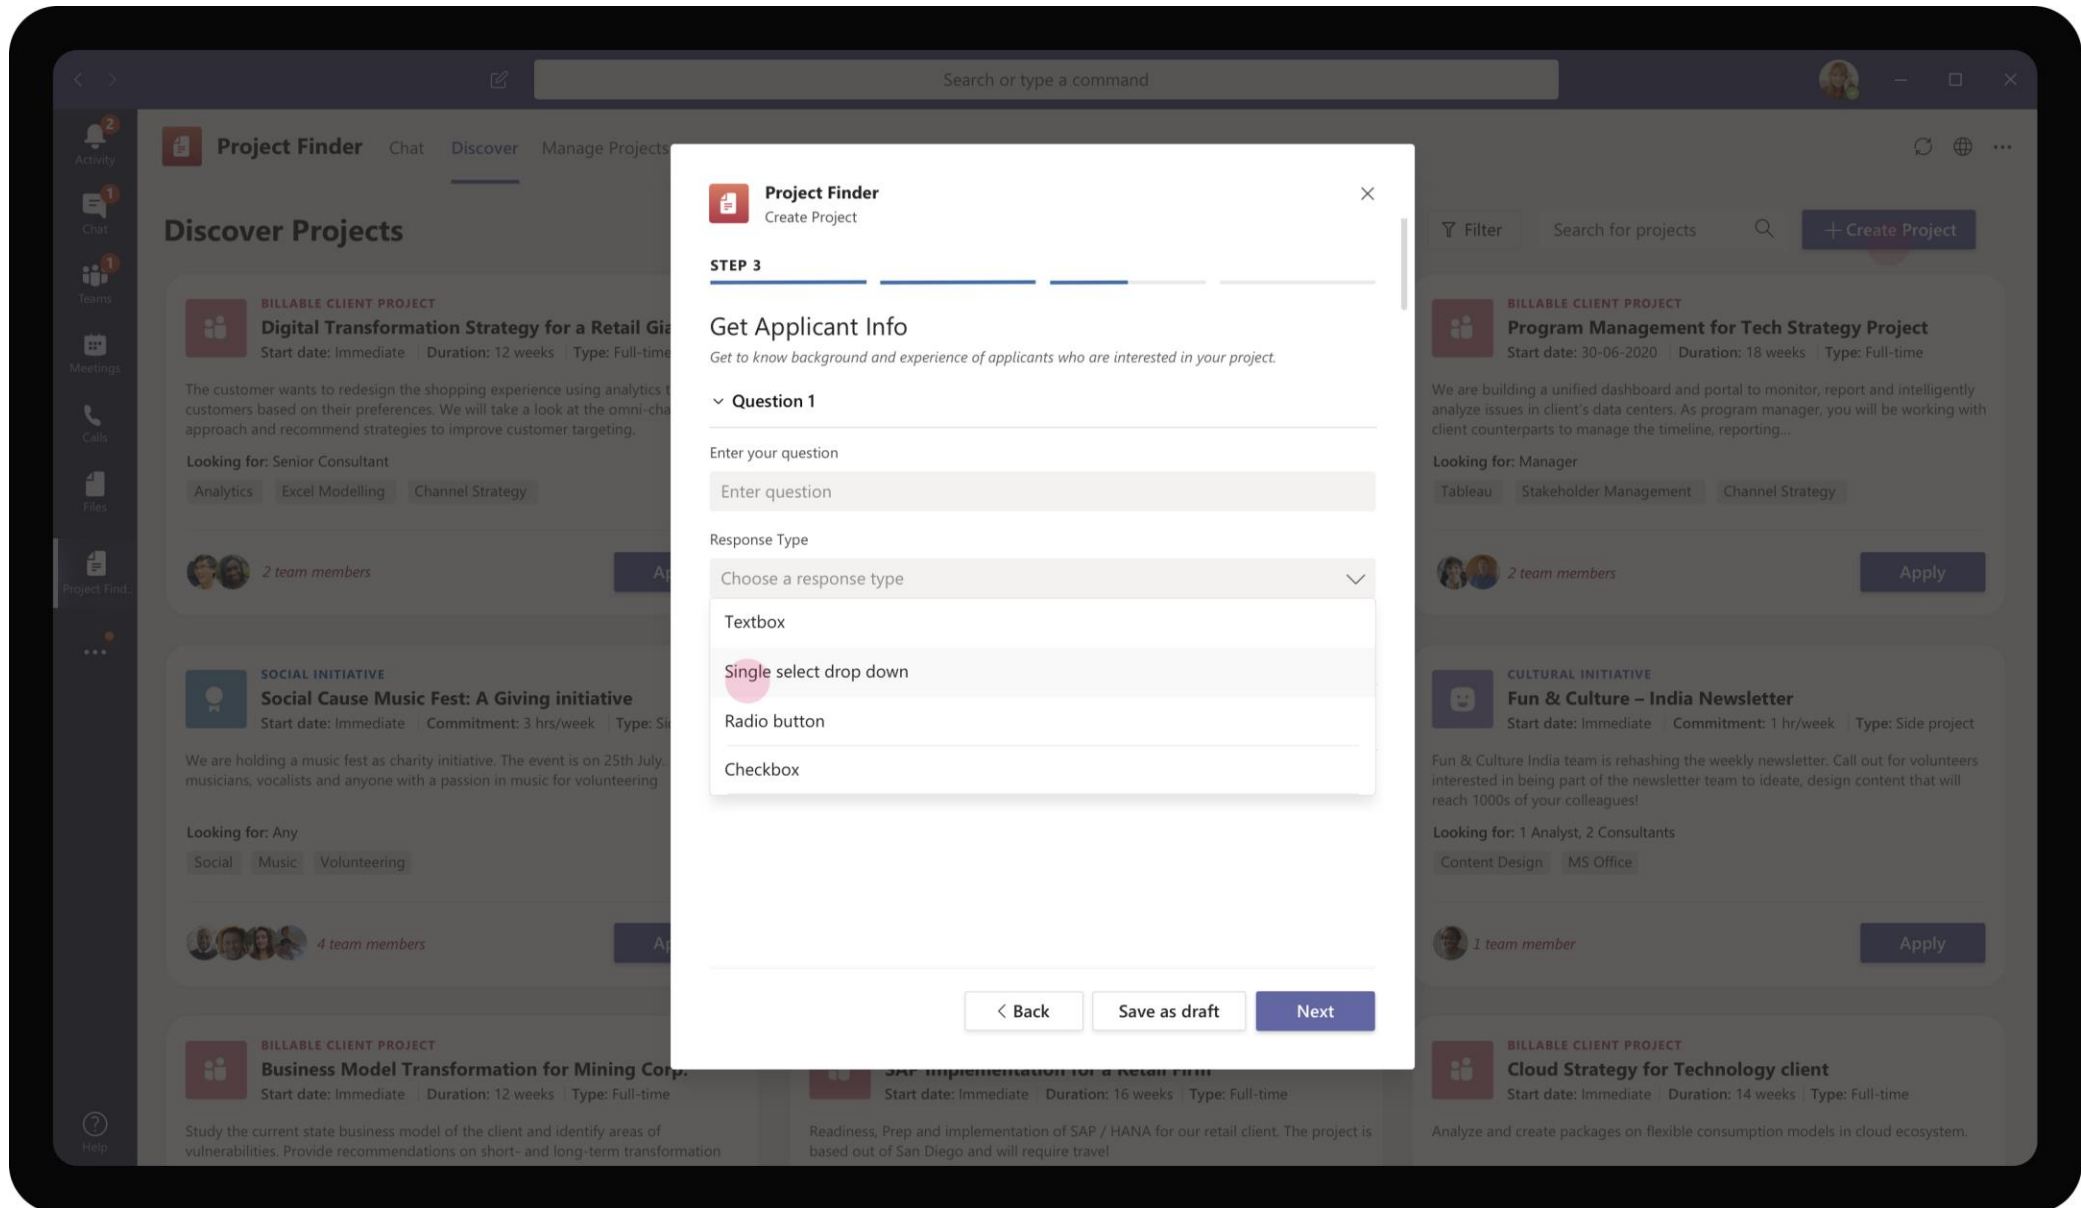 Search or type a command
2
Activity
1
Chat
1
Teams
Meetings
Calls
Files
Project Find..
Help
Project Finder Chat Discover Manage Projects
Discover Projects
Filter
Search for projects
+ Create Project
BILLABLE CLIENT PROJECT
Digital Transformation Strategy for a Retail Gia
Start date: Immediate Duration: 12 weeks Type: Full-time
The customer wants to redesign the shopping experience using analytics t
customers based on their preferences. We will take a look at the omni-cha
approach and recommend strategies to improve customer targeting.
Looking for: Senior Consultant
Analytics Excel Modelling Channel Strategy
2 team members
Ap
SOCIAL INITIATIVE
Social Cause Music Fest: A Giving initiative
Start date: Immediate Commitment: 3 hrs/week Type: Si
We are holding a music fest as charity initiative. The event is on 25th July..
musicians, vocalists and anyone with a passion in music for volunteering
Looking for: Any
Social Music Volunteering
4 team members
Ap
BILLABLE CLIENT PROJECT
Business Model Transformation for Mining Corp.
Start date: Immediate Duration: 12 weeks Type: Full-time
Study the current state business model of the client and identify areas of
vulnerabilities. Provide recommendations on short- and long-term transformation
Project Finder
Create Project
STEP 3
Get Applicant Info
Get to know background and experience of applicants who are interested in your project.
Question 1
Enter your question
Enter question
Response Type
Choose a response type
Textbox
Single select drop down
Radio button
Checkbox
< Back
Save as draft
Next
SAP Implementation for a Retail Firm
Start date: Immediate Duration: 16 weeks Type: Full-time
Readiness, Prep and implementation of SAP / HANA for our retail client. The project is
based out of San Diego and will require travel
BILLABLE CLIENT PROJECT
Program Management for Tech Strategy Project
Start date: 30-06-2020 Duration: 18 weeks Type: Full-time
We are building a unified dashboard and portal to monitor, report and intelligently
analyze issues in client's data centers. As program manager, you will be working with
client counterparts to manage the timeline, reporting...
Looking for: Manager
Tableau Stakeholder Management Channel Strategy
2 team members
Apply
CULTURAL INITIATIVE
Fun & Culture – India Newsletter
Start date: Immediate Commitment: 1 hr/week Type: Side project
Fun & Culture India team is rehashing the weekly newsletter. Call out for volunteers
interested in being part of the newsletter team to ideate, design content that will
reach 1000s of your colleagues!
Looking for: 1 Analyst, 2 Consultants
Content Design MS Office
1 team member
Apply
BILLABLE CLIENT PROJECT
Cloud Strategy for Technology client
Start date: Immediate Duration: 14 weeks Type: Full-time
Analyze and create packages on flexible consumption models in cloud ecosystem.